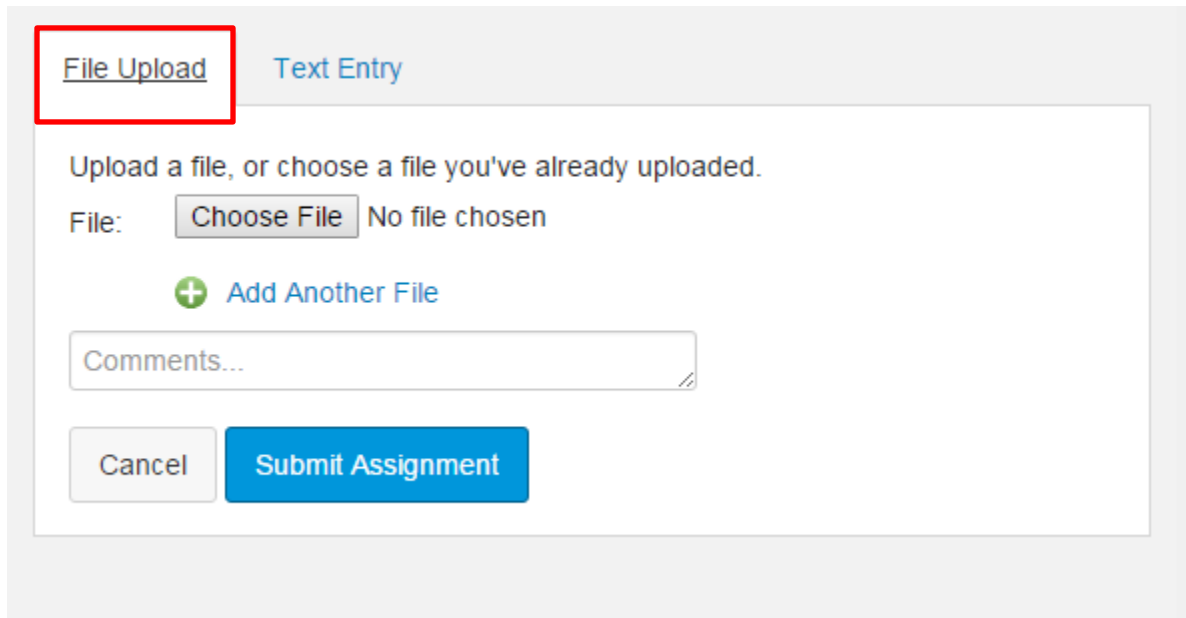 File Upload Text Entry
Upload a file, or choose a file you've already uploaded.
File: Choose File No file chosen
Add Another File
Comments...
Cancel Submit Assignment